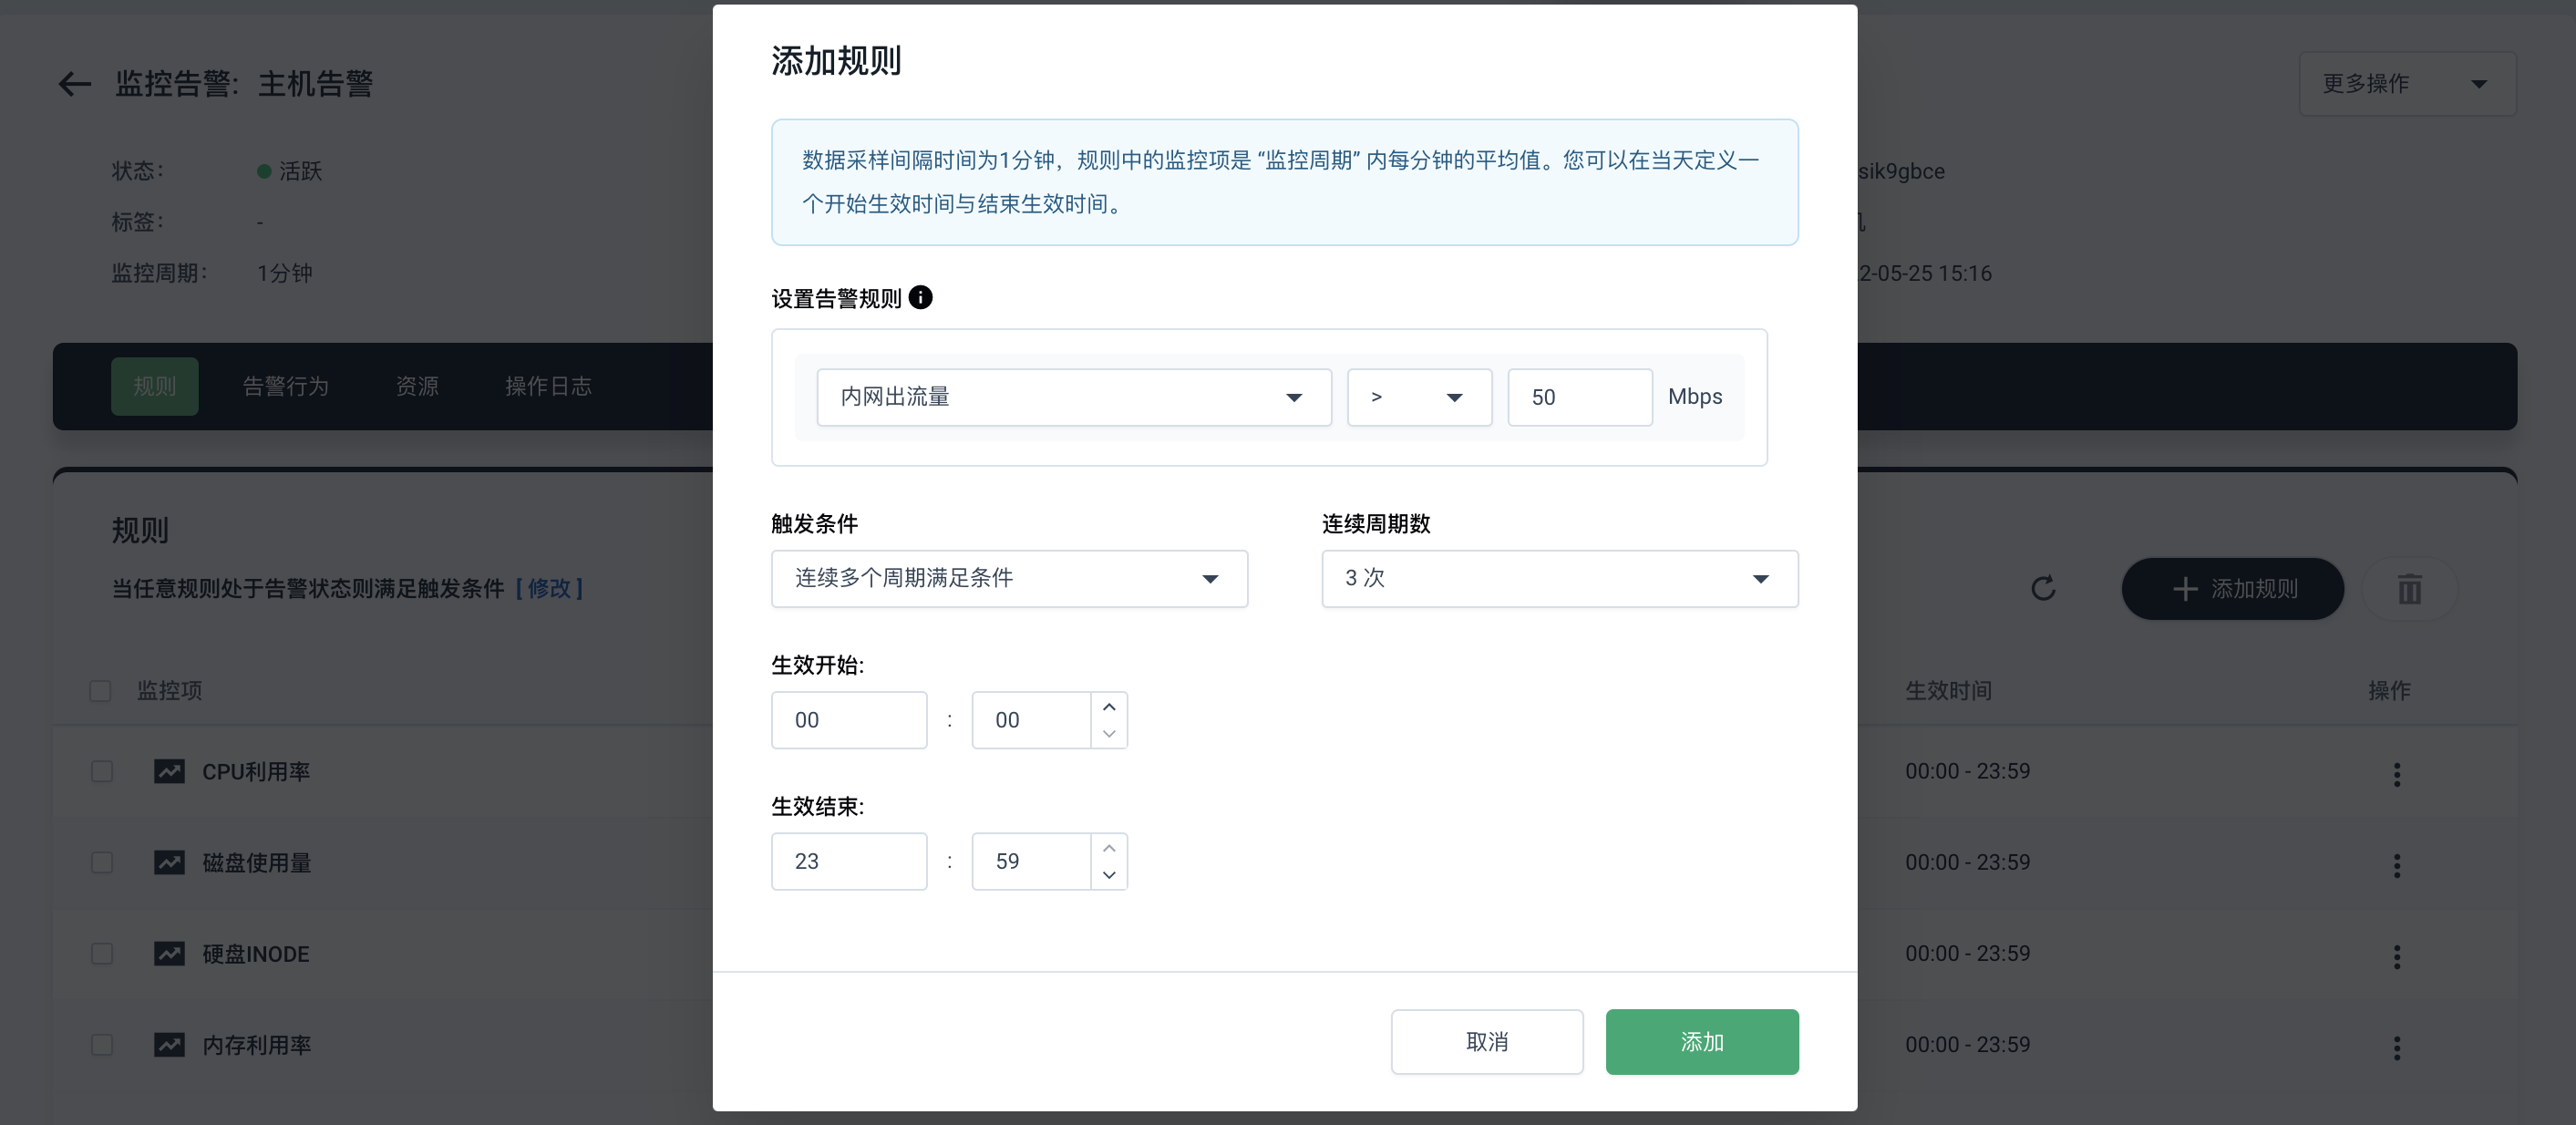 添加规则
数据采样间隔时间为1分钟，规则中的监控项是 “监控周期” 内每分钟的平均值。您可以在当天定义一
个开始生效时间与结束生效时间。
设置告警规则
内网出流量 > 50 Mbps
触发条件 连续周期数
连续多个周期满足条件 3 次
生效开始:
00 : 00
生效结束:
23 : 59
取消 添加
监控告警: 主机告警 更多操作
状态: 活跃 sik9gbce
标签: -
监控周期: 1分钟 2-05-25 15:16
规则 告警行为 资源 操作日志
规则
当任意规则处于告警状态则满足触发条件 [ 修改 ] 添加规则
监控项 生效时间 操作
CPU利用率 00:00 - 23:59
磁盘使用量 00:00 - 23:59
硬盘INODE 00:00 - 23:59
内存利用率 00:00 - 23:59